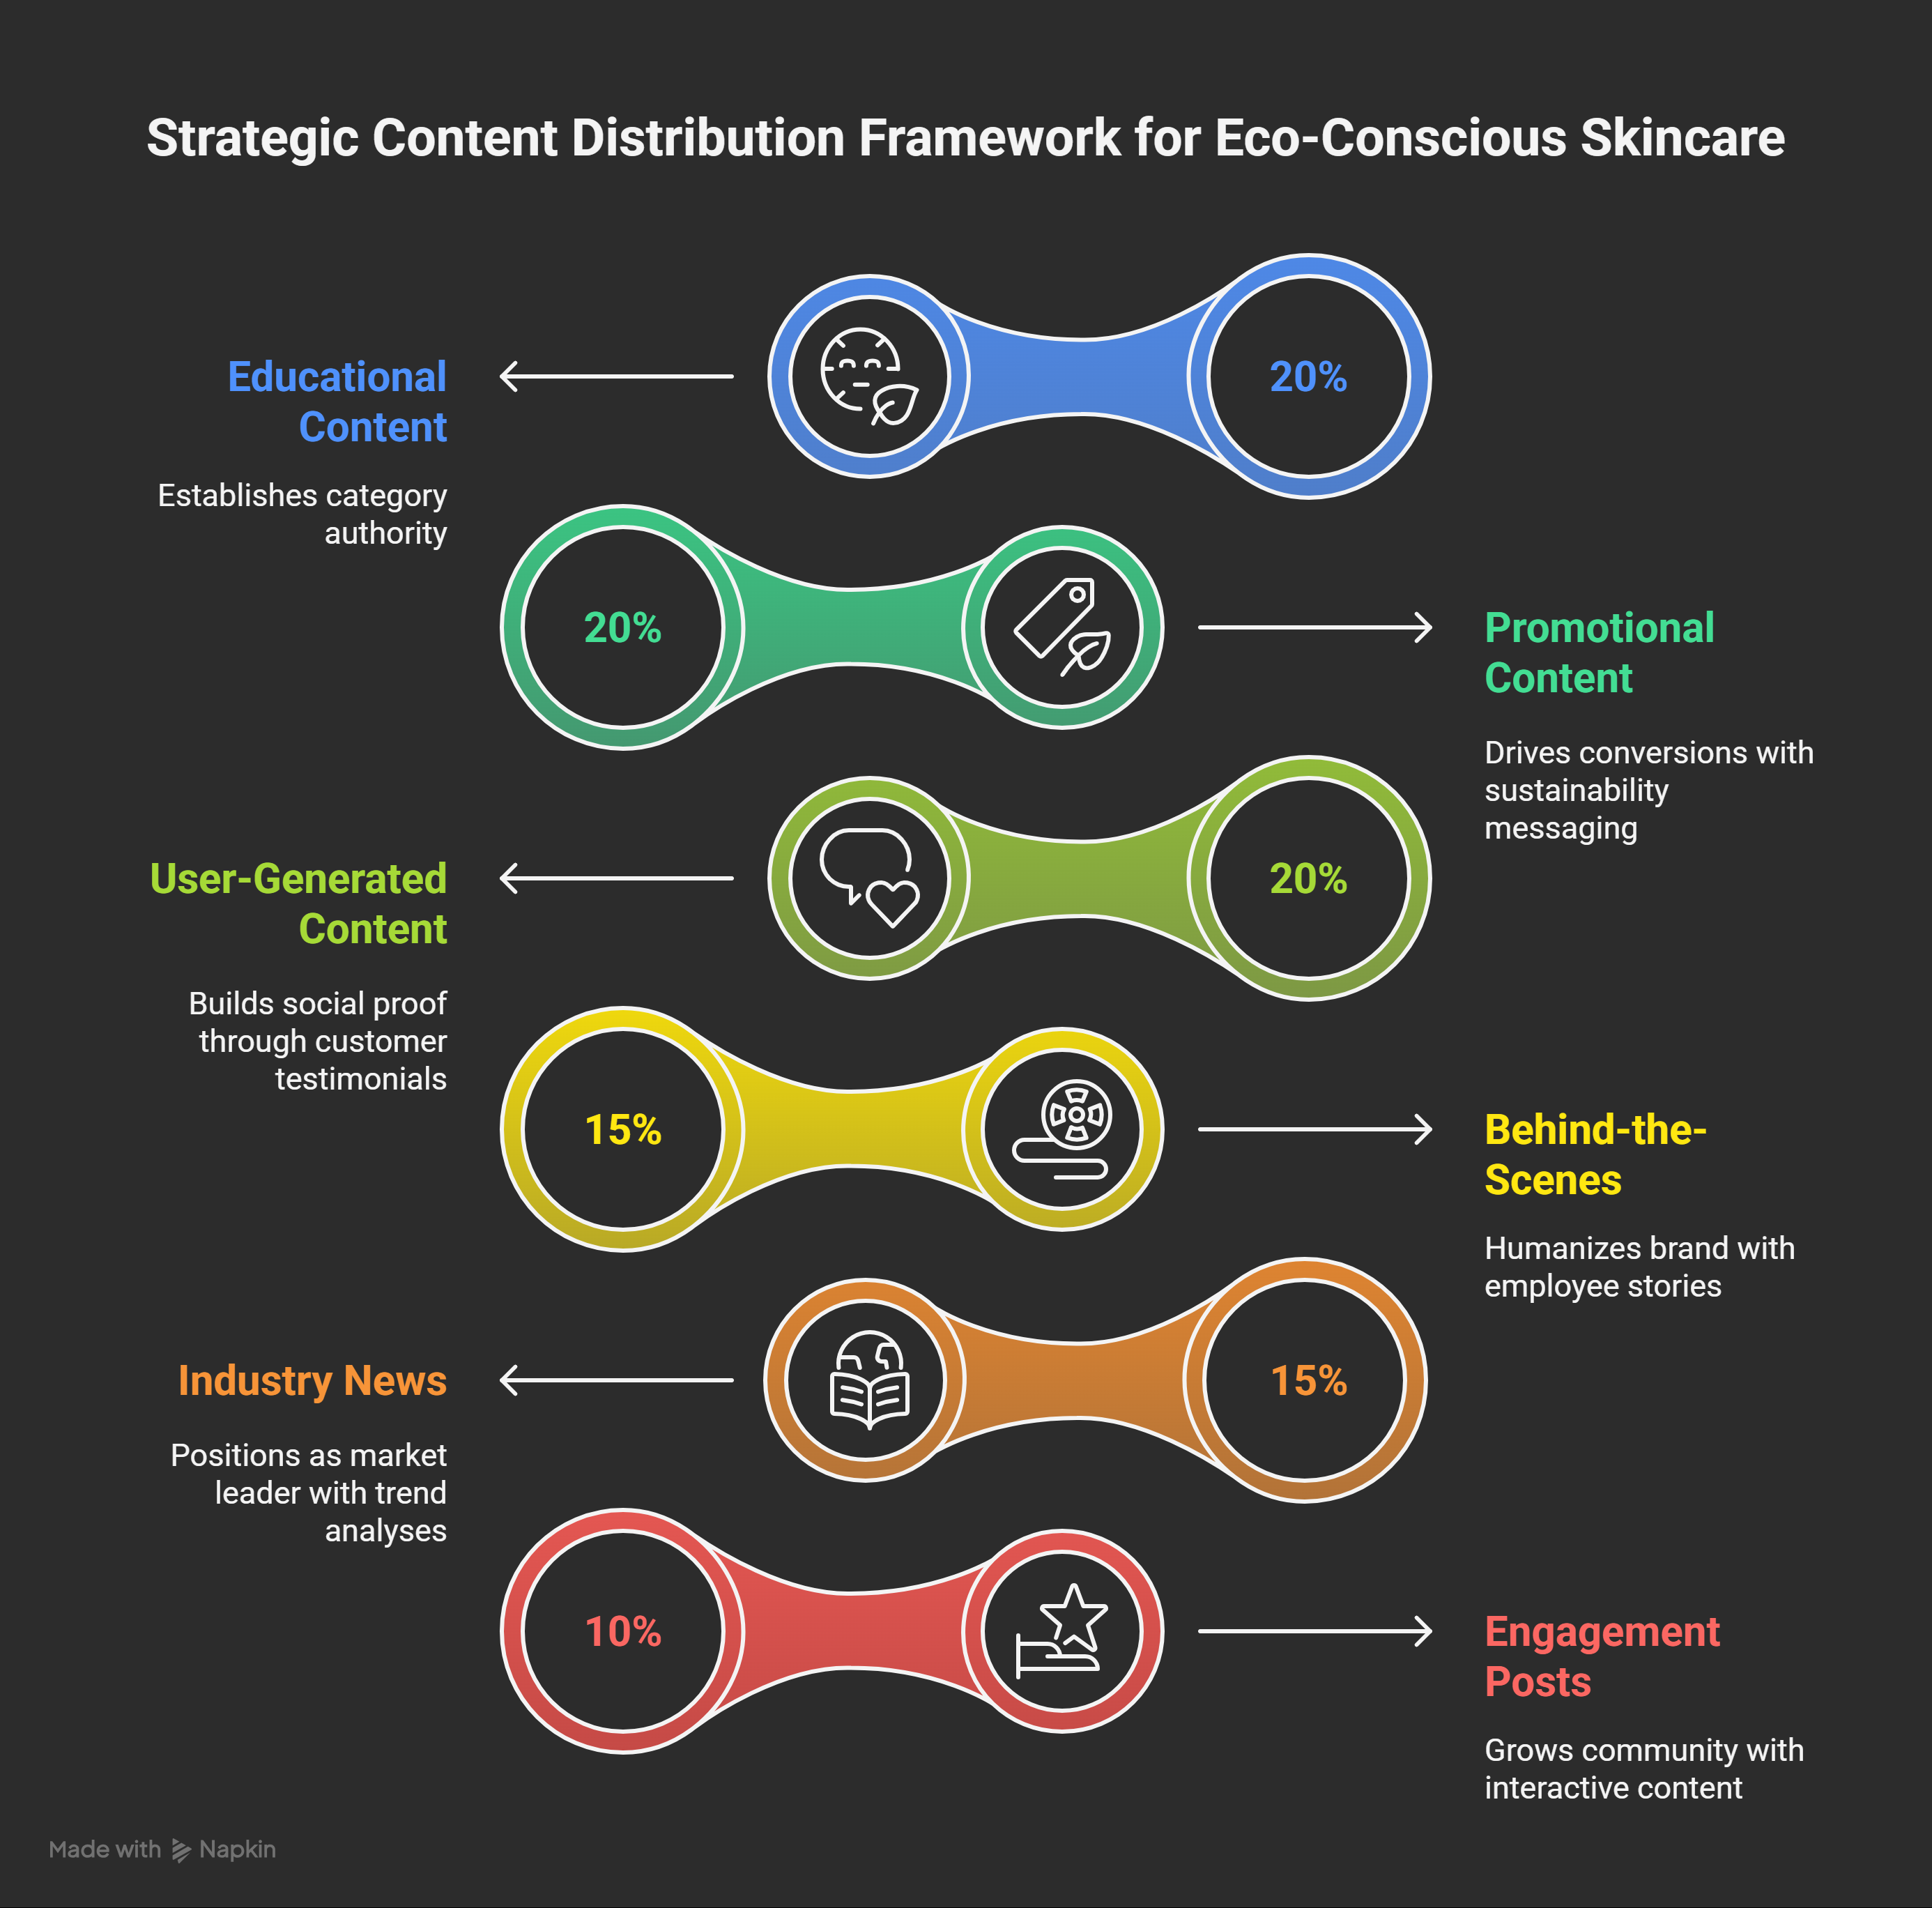 Strategic Content Distribution Framework for Eco-Conscious Skincare
Educational
Content
Establishes category
authority
20%
20%
Promotional
Content
Drives conversions with
sustainability
messaging
User-Generated
Content
Builds social proof
through customer
testimonials
20%
15%
Behind-the-
Scenes
Humanizes brand with
employee stories
Industry News
Positions as market
leader with trend
analyses
15%
10%
Engagement
Posts
Grows community with
interactive content
Made with Napkin